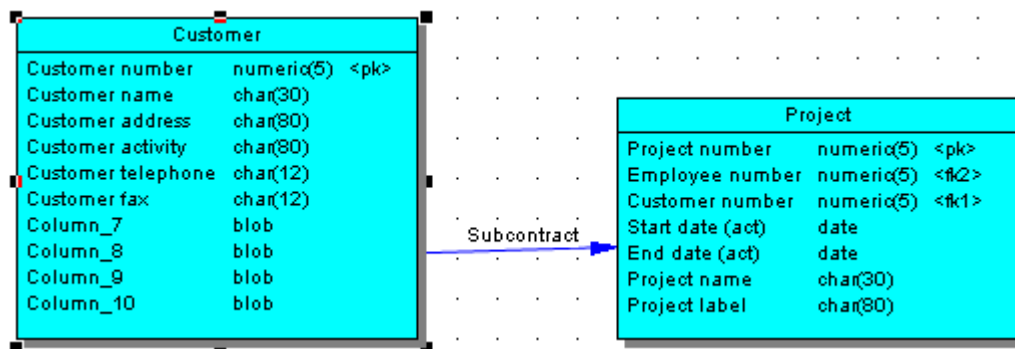 Customer
Customer number numeric(5) <pk>
Customer name char(30)
Customer address char(80)
Customer activity char(80)
Customer telephone char(12)
Customer fax char(12)
Column_7 blob
Column_8 blob
Column_9 blob
Column_10 blob
Subcontract
Project
Project number numeric(5) <pk>
Employee number numeric(5) <fk2>
Customer number numeric(5) <fk1>
Start date (act) date
End date (act) date
Project name char(30)
Project label char(80)